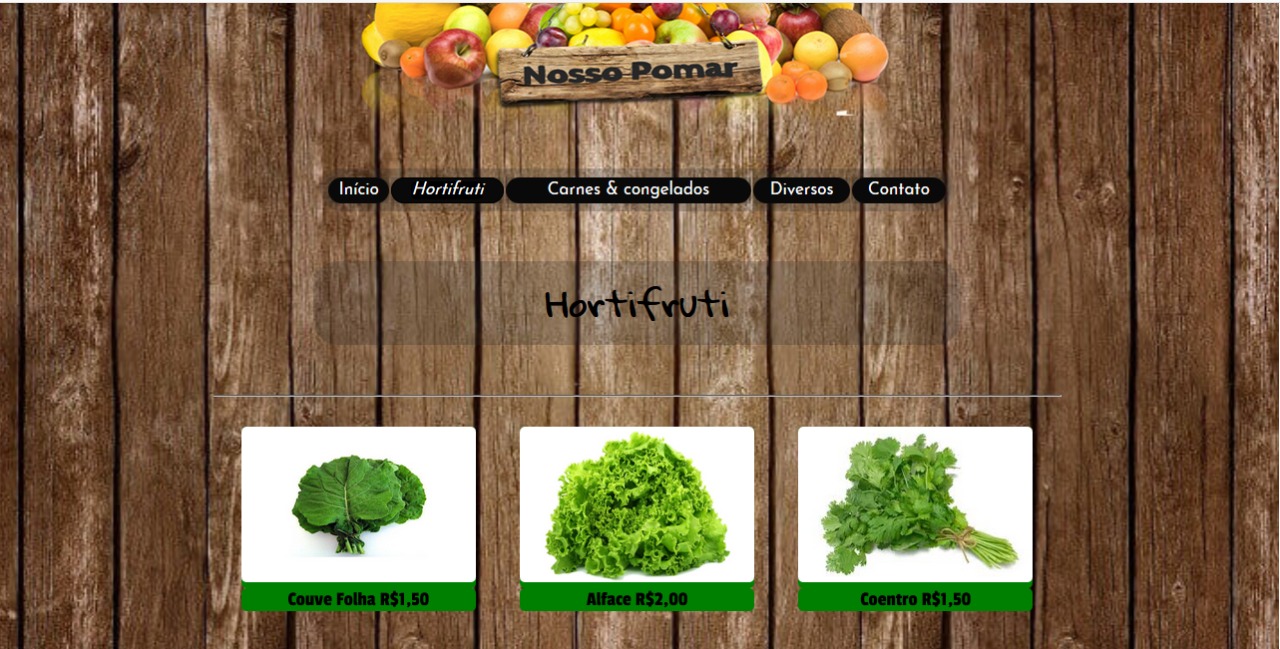 Nosso Pomar
Início Hortifruti Carnes & congelados Diversos Contato
Hortifruti
Couve Folha R$1,50 Alface R$2,00 Coentro R$1,50